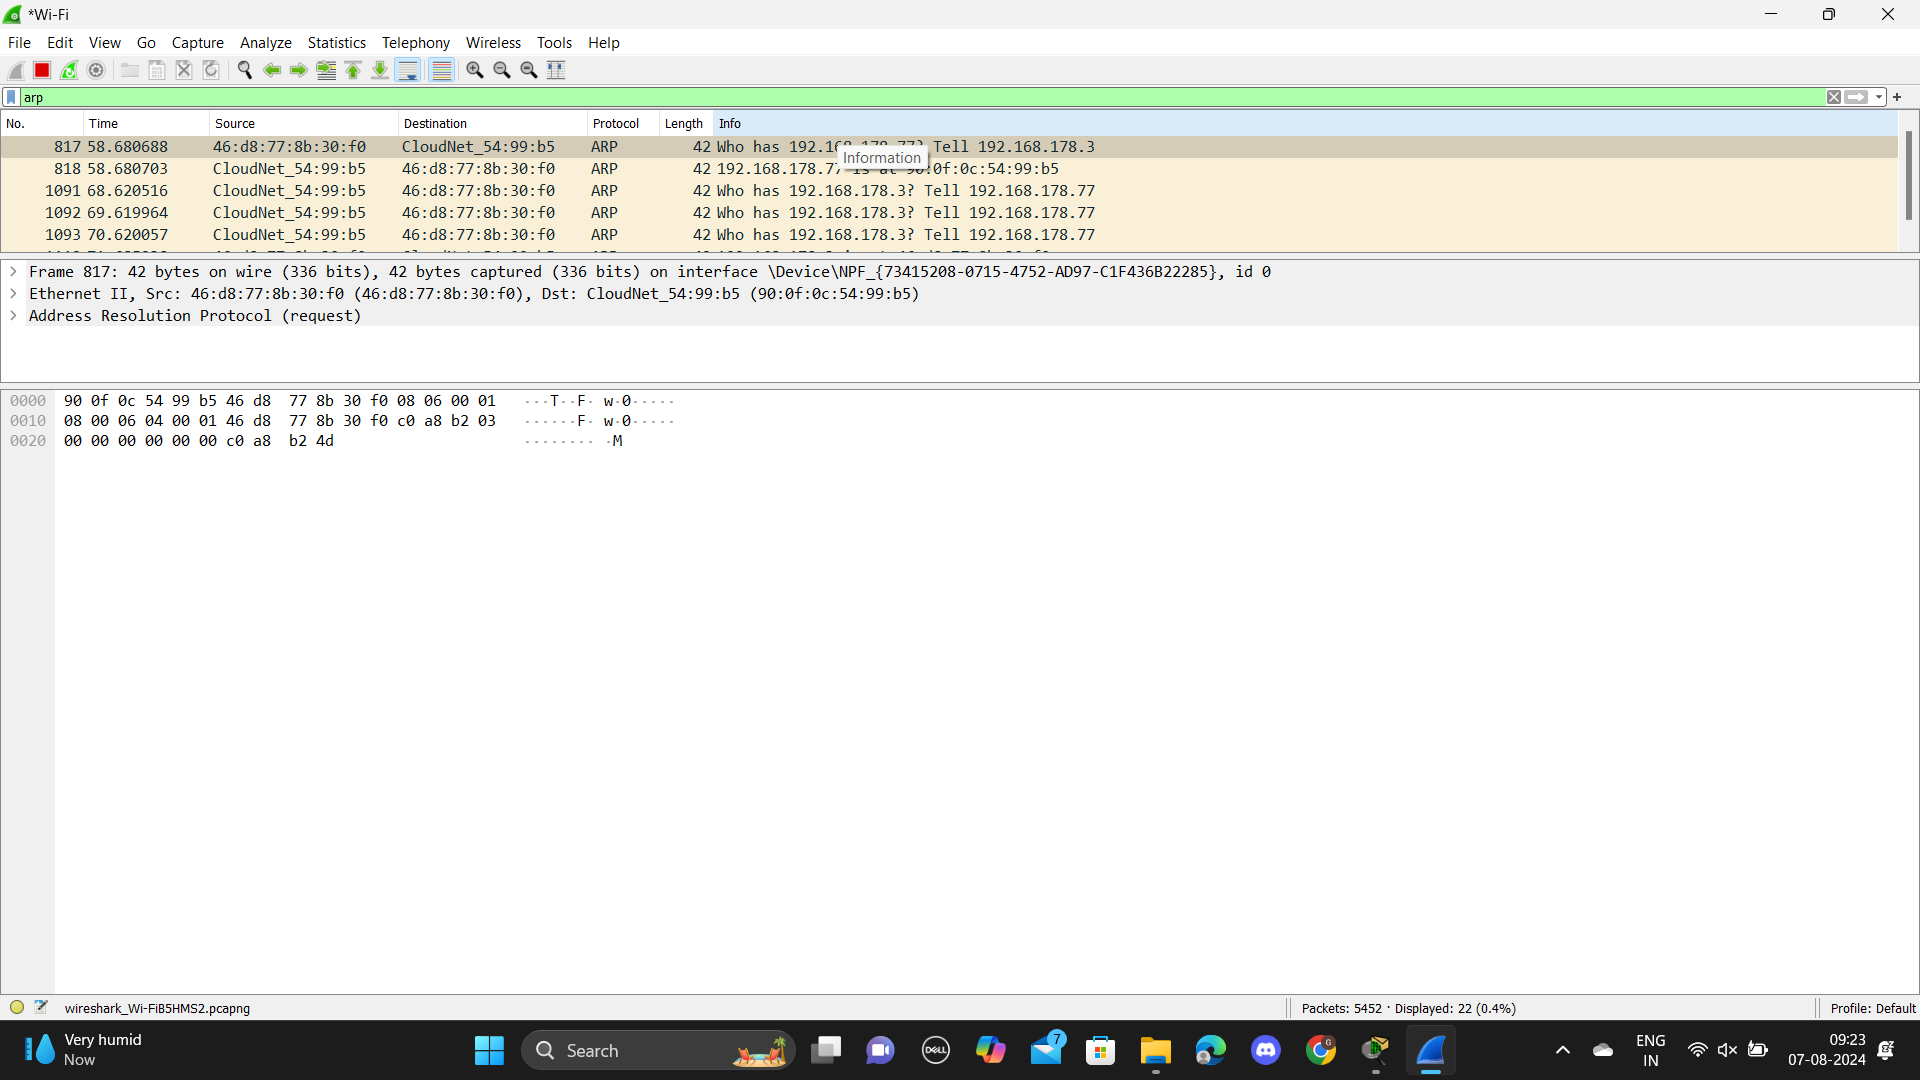 *Wi-Fi
File Edit View Go Capture Analyze Statistics Telephony Wireless Tools Help
arp
No. Time Source Destination Protocol Length Info
817 58.680688 46:d8:77:8b:30:f0 CloudNet_54:99:b5 ARP 42 Who has 192.168.178.77? Tell 192.168.178.3
Information
818 58.680703 CloudNet_54:99:b5 46:d8:77:8b:30:f0 ARP 42 192.168.178.77 is at 90:0f:0c:54:99:b5
1091 68.620516 CloudNet_54:99:b5 46:d8:77:8b:30:f0 ARP 42 Who has 192.168.178.3? Tell 192.168.178.77
1092 69.619964 CloudNet_54:99:b5 46:d8:77:8b:30:f0 ARP 42 Who has 192.168.178.3? Tell 192.168.178.77
1093 70.620057 CloudNet_54:99:b5 46:d8:77:8b:30:f0 ARP 42 Who has 192.168.178.3? Tell 192.168.178.77
Frame 817: 42 bytes on wire (336 bits), 42 bytes captured (336 bits) on interface \Device\NPF_{73415208-0715-4752-AD97-C1F436B22285}, id 0
Ethernet II, Src: 46:d8:77:8b:30:f0 (46:d8:77:8b:30:f0), Dst: CloudNet_54:99:b5 (90:0f:0c:54:99:b5)
Address Resolution Protocol (request)
0000 90 0f 0c 54 99 b5 46 d8 77 8b 30 f0 08 06 00 01 ···T··F· w·0·····
0010 08 00 06 04 00 01 46 d8 77 8b 30 f0 c0 a8 b2 03 ······F· w·0·····
0020 00 00 00 00 00 00 c0 a8 b2 4d ········ ·M
wireshark_Wi-FiB5HMS2.pcapng Packets: 5452 · Displayed: 22 (0.4%) Profile: Default
Very humid
Now
Search
DELL
7
G
ENG
IN
09:23
07-08-2024